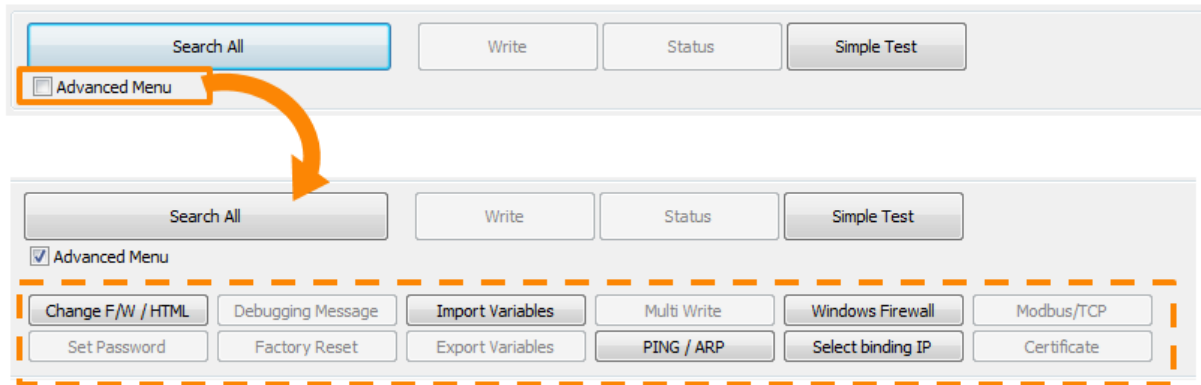 Search All Write Status Simple Test
Advanced Menu
Search All Write Status Simple Test
Advanced Menu
Change F/W / HTML Debugging Message Import Variables Multi Write Windows Firewall Modbus/TCP
Set Password Factory Reset Export Variables PING / ARP Select binding IP Certificate